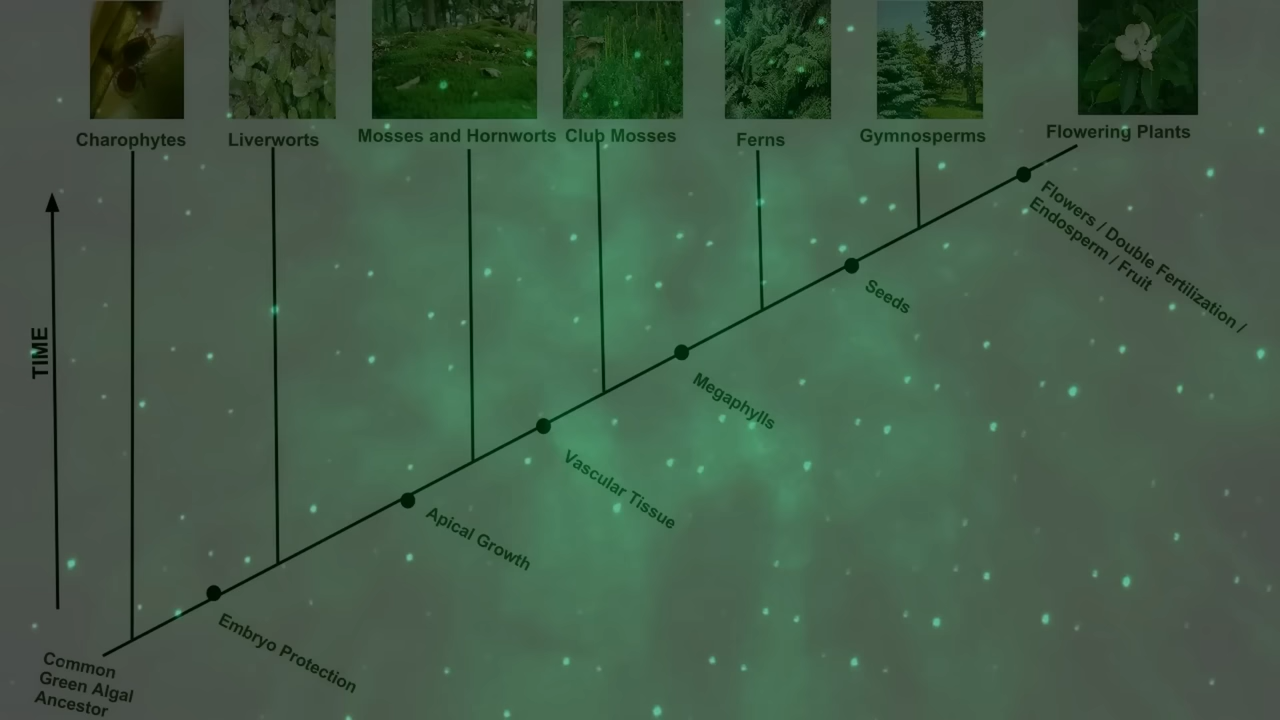 Charophytes
Liverworts
Mosses and Hornworts
Club Mosses
Ferns
Gymnosperms
Flowering Plants
TIME
Flowers / Double Fertilization /
Endosperm / Fruit
Seeds
Megaphylls
Vascular Tissue
Apical Growth
Embryo Protection
Common
Green Algal
Ancestor